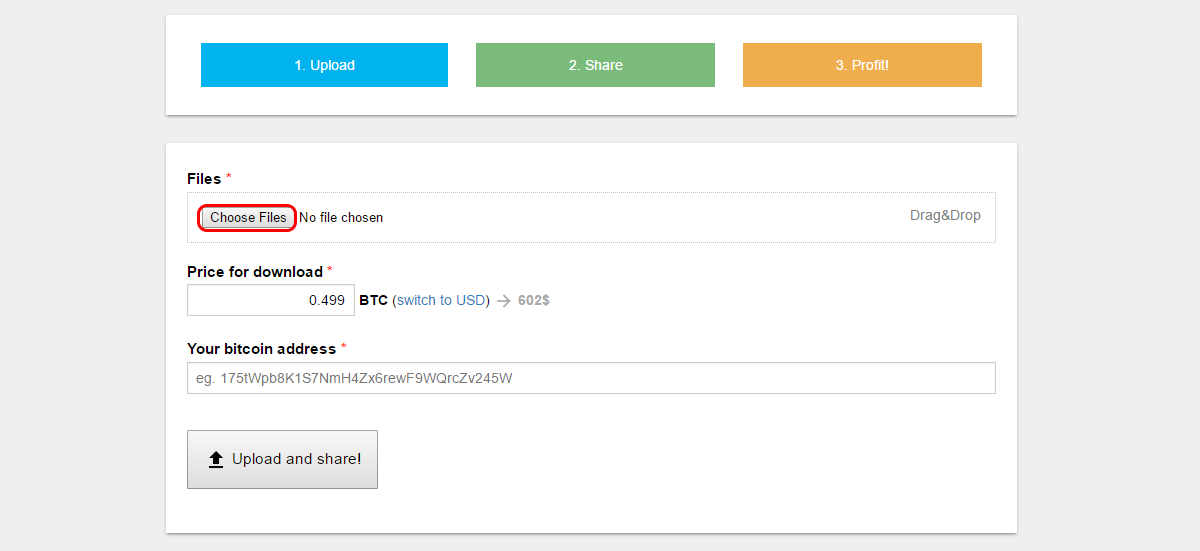 1. Upload 2. Share 3. Profit!
Files *
Choose Files No file chosen Drag&Drop
Price for download *
0.499 BTC (switch to USD) → 602$
Your bitcoin address *
eg. 175tWpb8K1S7NmH4Zx6rewF9WQrcZv245W
Upload and share!